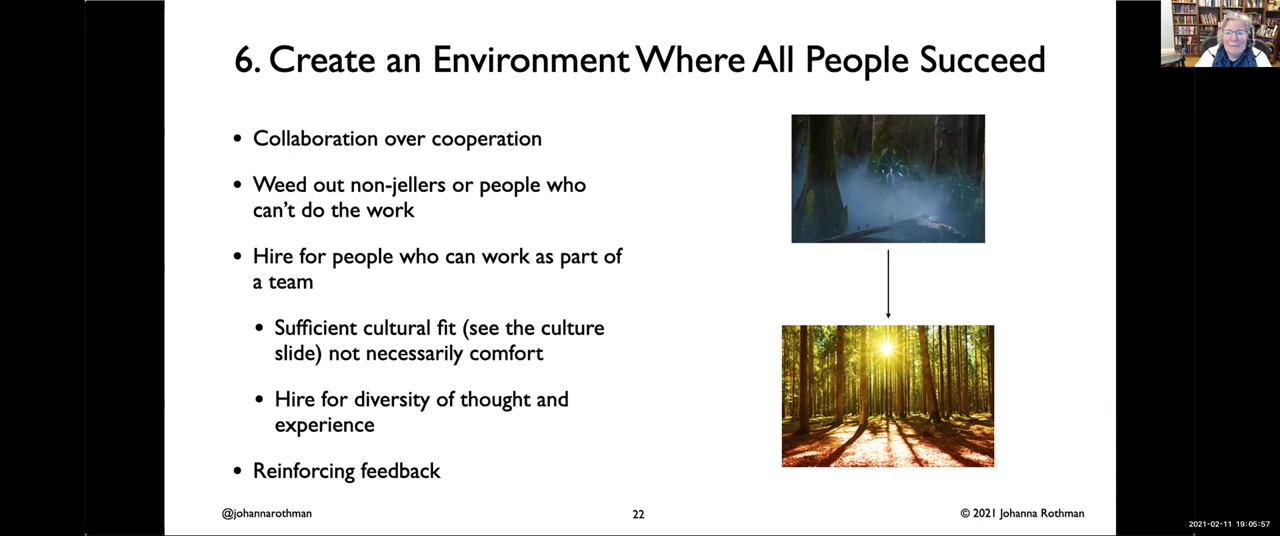 6. Create an Environment Where All People Succeed
• Collaboration over cooperation
• Weed out non-jellers or people who
can't do the work
• Hire for people who can work as part of
a team
• Sufficient cultural fit (see the culture
slide) not necessarily comfort
• Hire for diversity of thought and
experience
• Reinforcing feedback
@johannarothman
22
© 2021 Johanna Rothman
2021-02-11 19:05:57